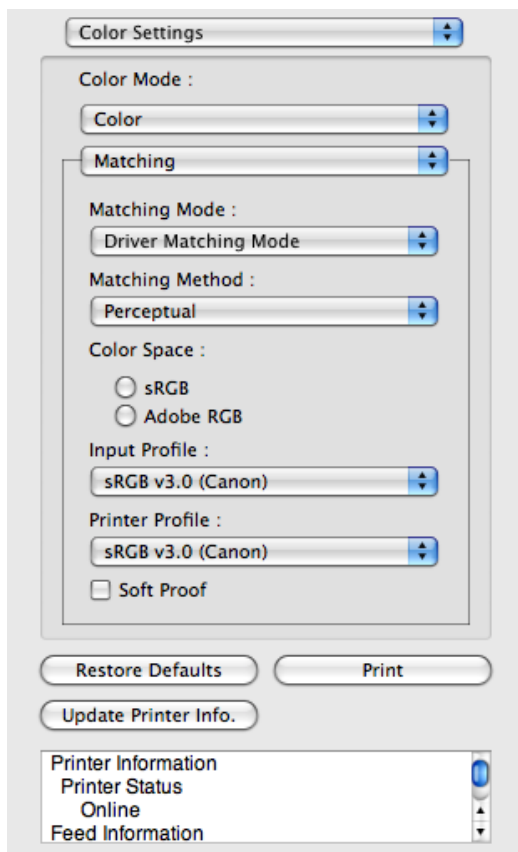 Color Settings
Color Mode :
Color
Matching
Matching Mode :
Driver Matching Mode
Matching Method :
Perceptual
Color Space :
sRGB
Adobe RGB
Input Profile :
sRGB v3.0 (Canon)
Printer Profile :
sRGB v3.0 (Canon)
Soft Proof
Restore Defaults Print
Update Printer Info.
Printer Information
Printer Status
Online
Feed Information